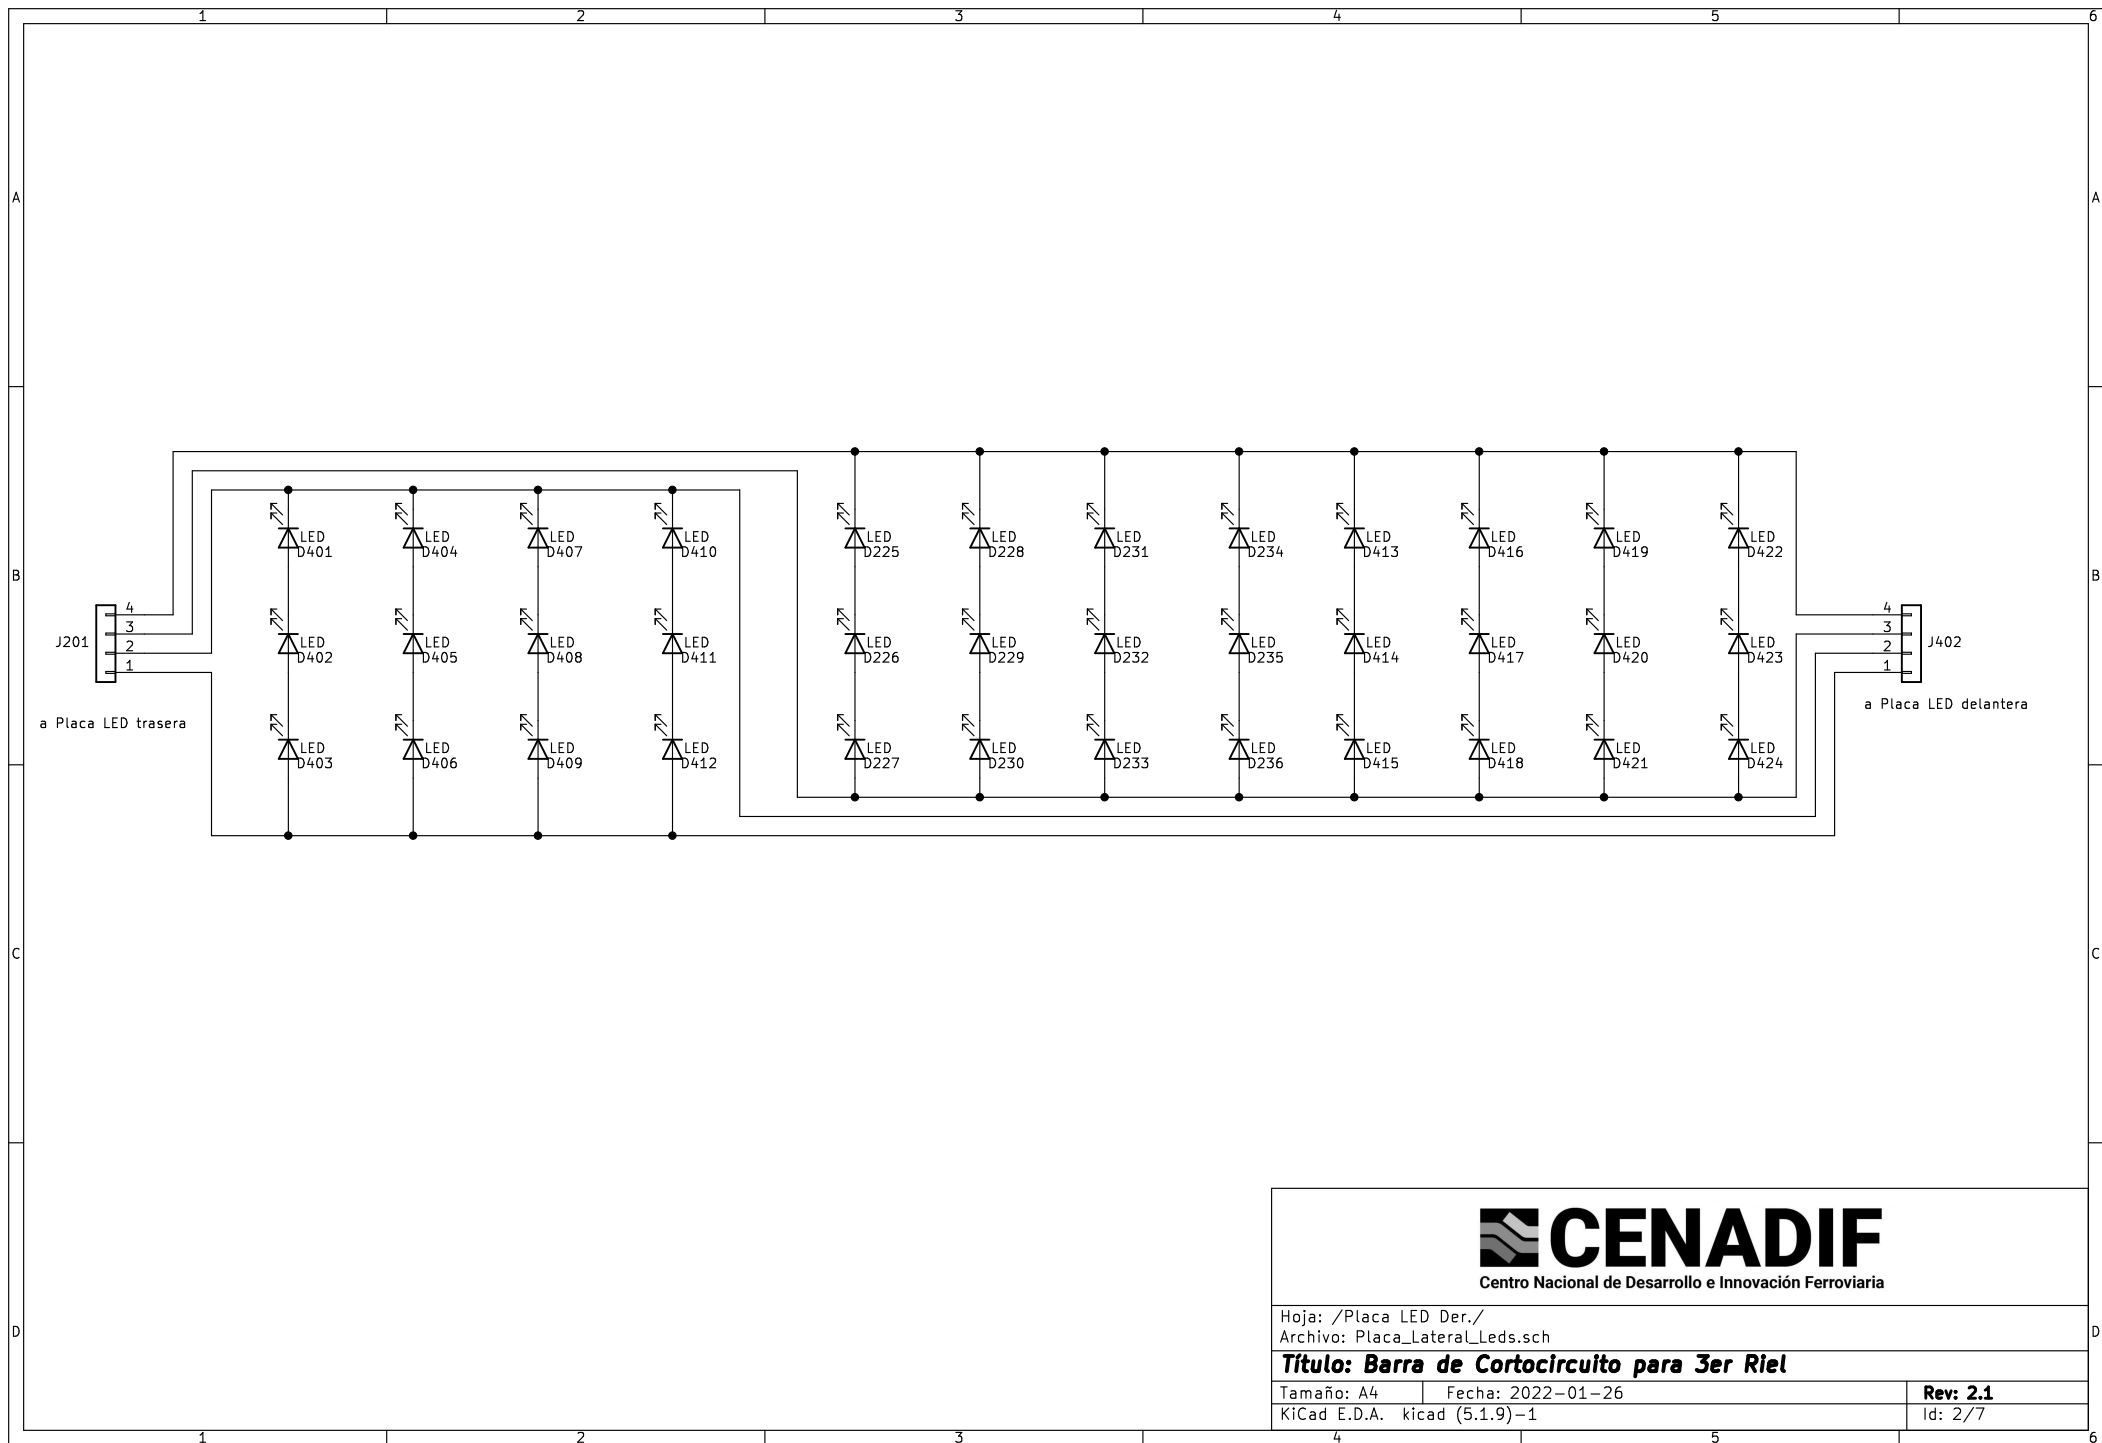 1 2 3 4 5 6
A A
LED LED LED LED LED LED LED LED LED LED LED LED
D401 D404 D407 D410 D225 D228 D231 D234 D413 D416 D419 D422
B B
4 4
3 3
J201 LED LED LED LED LED LED LED LED LED LED LED LED J402
2 2
D402 D405 D408 D411 D226 D229 D232 D235 D414 D417 D420 D423
1 1
a Placa LED trasera a Placa LED delantera
LED LED LED LED LED LED LED LED LED LED LED LED
D403 D406 D409 D412 D227 D230 D233 D236 D415 D418 D421 D424
C C
CENADIF
Centro Nacional de Desarrollo e Innovación Ferroviaria
Hoja: /Placa LED Der./
D D
Archivo: Placa_Lateral_Leds.sch
Título: Barra de Cortocircuito para 3er Riel
Tamaño: A4 Fecha: 2022-01-26 Rev: 2.1
KiCad E.D.A. kicad (5.1.9)-1 Id: 2/7
1 2 3 4 5 6